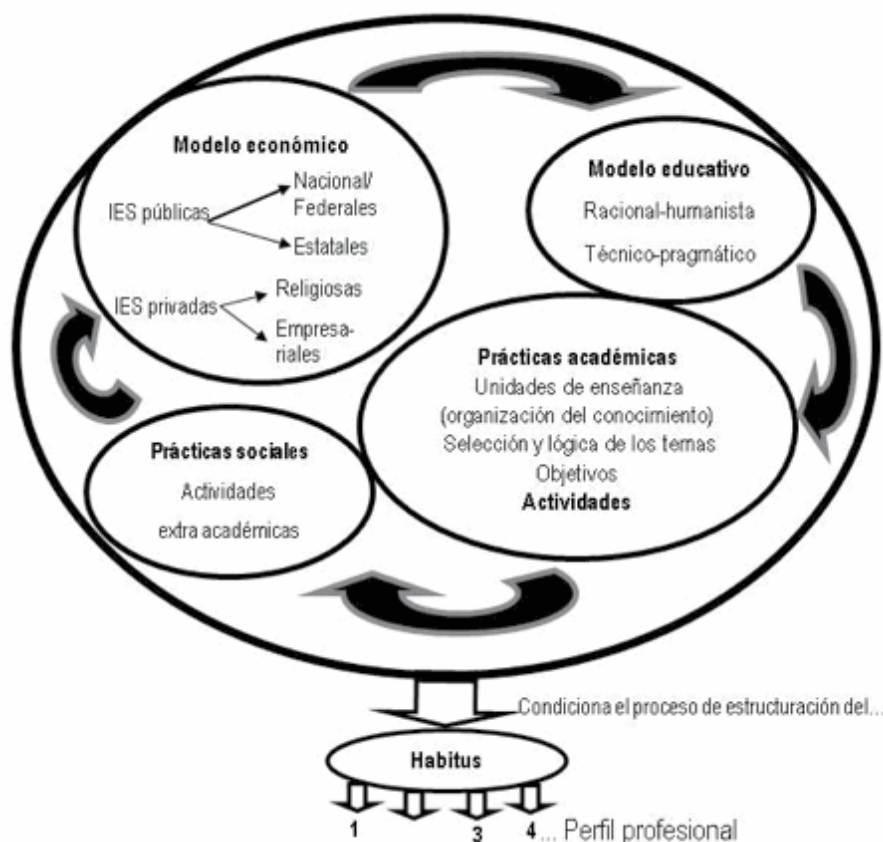 Modelo económico
IES públicas
Nacional/
Federales
Estatales
IES privadas
Religiosas
Empresa-
riales
Modelo educativo
Racional-humanista
Técnico-pragmático
Prácticas académicas
Unidades de enseñanza
(organización del conocimiento)
Selección y lógica de los temas
Objetivos
Actividades
Prácticas sociales
Actividades
extra académicas
Condiciona el proceso de estructuración del...
Habitus
1 3 4... Perfil profesional